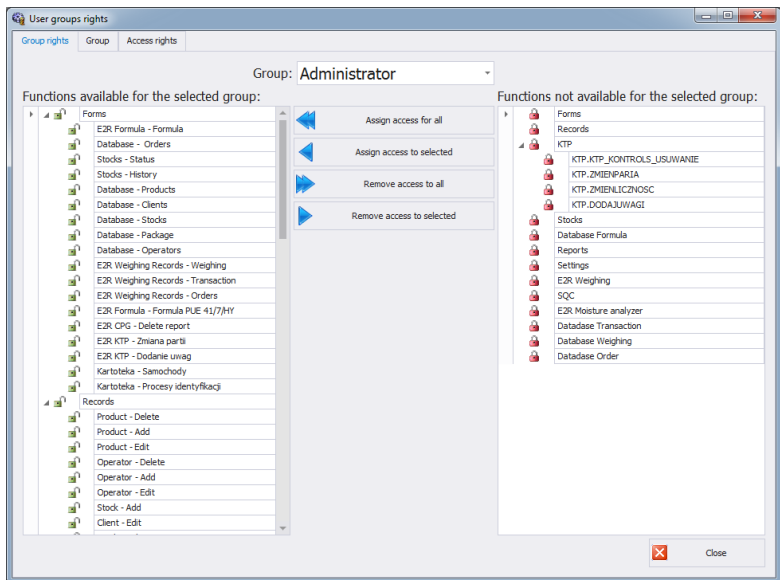 User groups rights
Group rights
Group
Access rights
Group: Administrator
Functions available for the selected group:
Forms
E2R Formula - Formula
Database - Orders
Stocks - Status
Stocks - History
Database - Products
Database - Clients
Database - Stocks
Database - Package
Database - Operators
E2R Weighing Records - Weighing
E2R Weighing Records - Transaction
E2R Weighing Records - Orders
E2R Formula - Formula PUE 41/7/HY
E2R CPG - Delete report
E2R KTP - Zmiana partii
E2R KTP - Dodanie uwag
Kartoteka - Samochody
Kartoteka - Procesy identyfikacji
Records
Product - Delete
Product - Add
Product - Edit
Operator - Delete
Operator - Add
Operator - Edit
Stock - Add
Client - Edit
Assign access for all
Assign access to selected
Remove access to all
Remove access to selected
Functions not available for the selected group:
Forms
Records
KTP
KTP.KTP_KONTROLS_USUWANIE
KTP.ZMIENPARIA
KTP.ZMIENLICZNOSC
KTP.DODAJUWAGI
Stocks
Database Formula
Reports
Settings
E2R Weighing
SQC
E2R Moisture analyzer
Datadase Transaction
Database Weighing
Datadase Order
Close